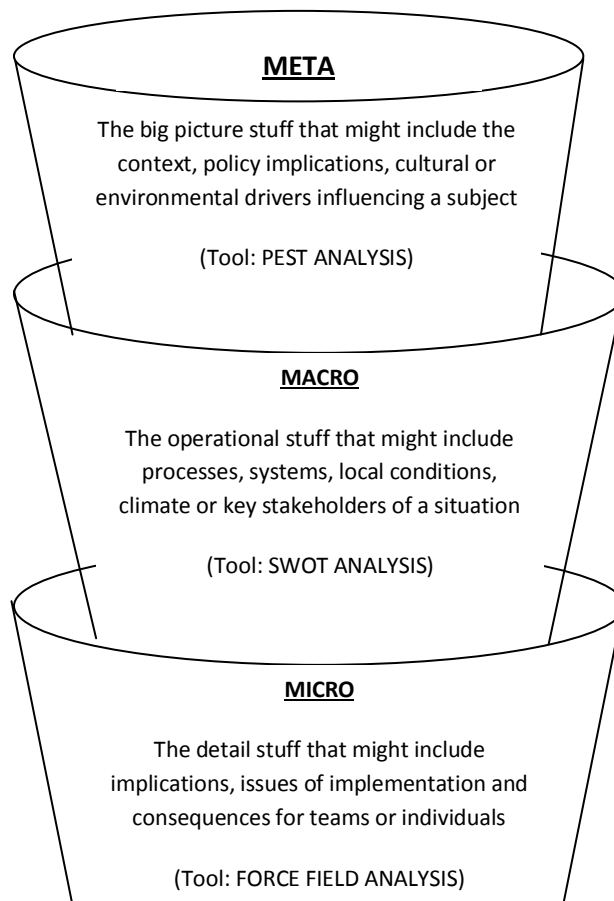 META
The big picture stuff that might include the
context, policy implications, cultural or
environmental drivers influencing a subject
(Tool: PEST ANALYSIS)
MACRO
The operational stuff that might include
processes, systems, local conditions,
climate or key stakeholders of a situation
(Tool: SWOT ANALYSIS)
MICRO
The detail stuff that might include
implications, issues of implementation and
consequences for teams or individuals
(Tool: FORCE FIELD ANALYSIS)